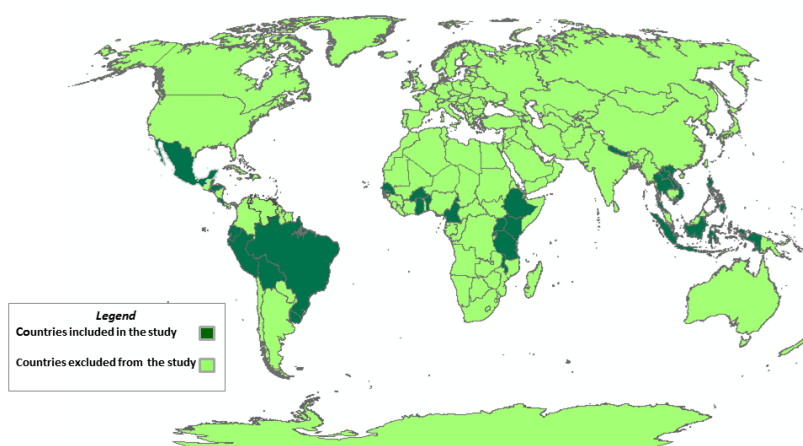 Legend
Countries included in the study
Countries excluded from the study